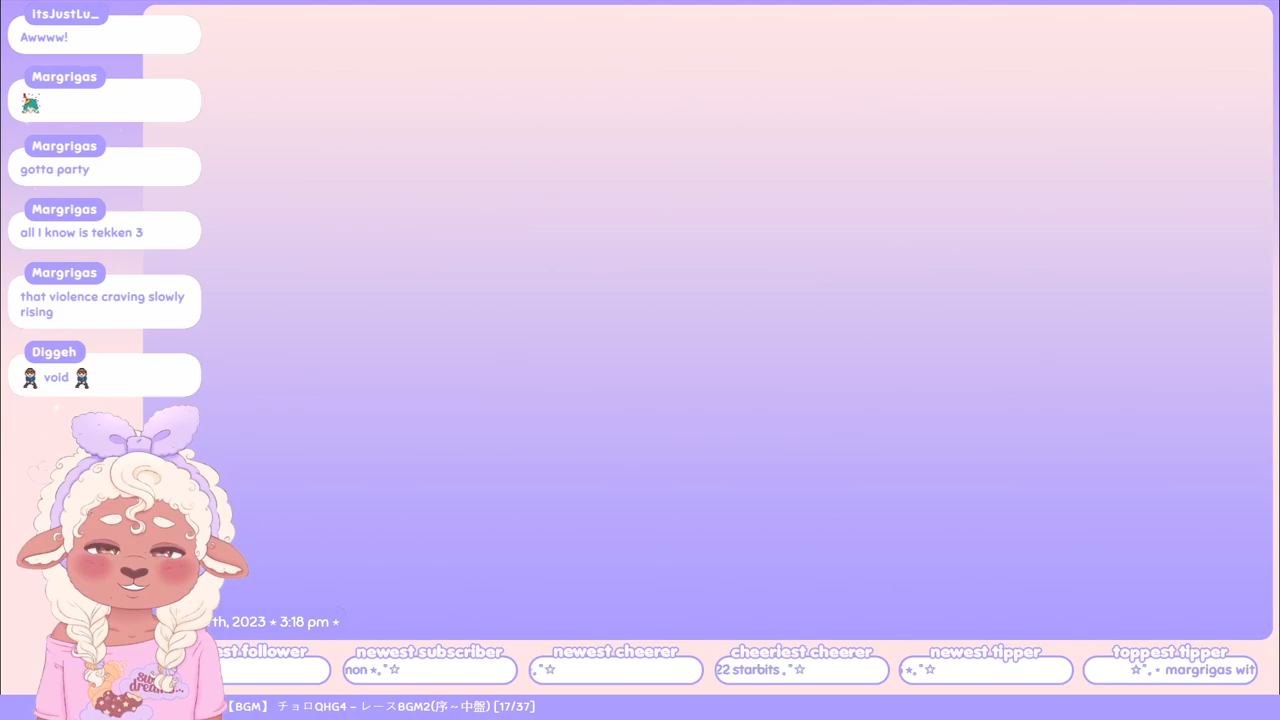 itsJustLu_
Awwww!
Margrigas
Margrigas
gotta party
Margrigas
all I know is tekken 3
Margrigas
that violence craving slowly
rising
Diggeh
void
th, 2023 ⋆ 3:18 pm ⋆
est follower
newest subscriber
newest cheerer
cheeriest cheerer
newest tipper
toppest tipper
non ⋆｡˚☆
｡˚☆
22 starbits ｡˚☆
⋆｡˚☆
☆˚｡⋆ margrigas wit
【BGM】 チョロQHG4 - レースBGM2(序～中盤) [17/37]